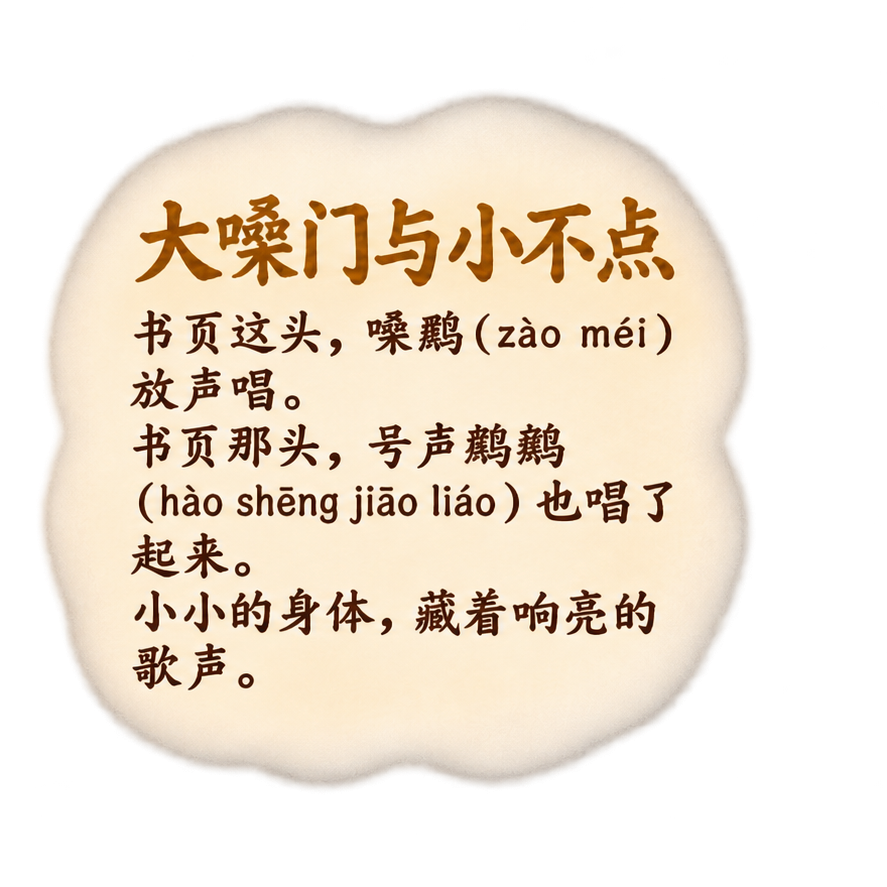 大嗓门与小不点
书页这头，嗓鹛(zào méi)
放声唱。
书页那头，号声鹪鹩
(hào shēng jiāo liáo)也唱了
起来。
小小的身体，藏着响亮的
歌声。